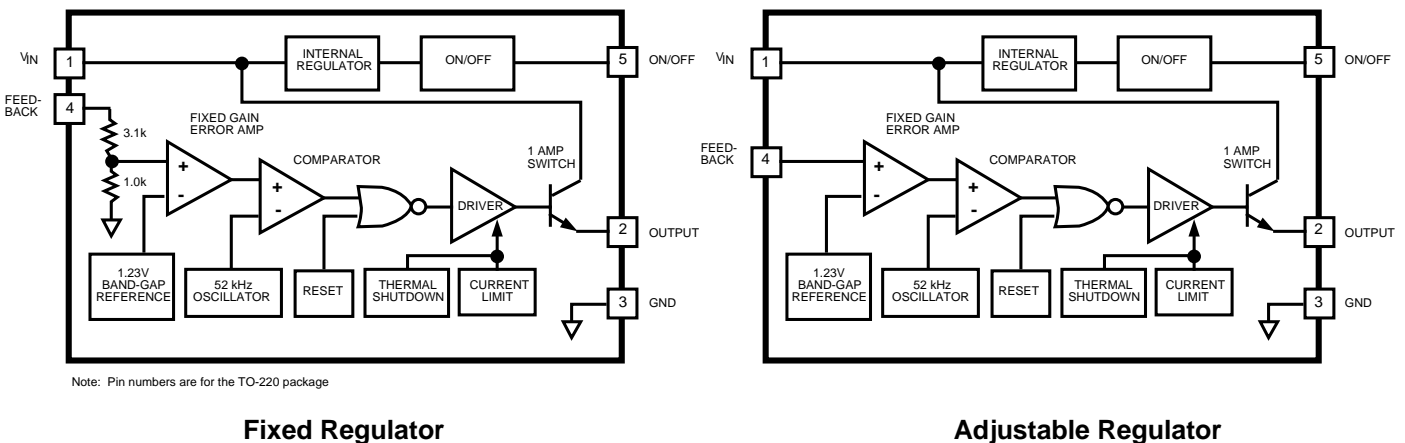 VIN
1
INTERNAL
REGULATOR
ON/OFF
5
ON/OFF
FEED-
BACK
4
3.1k
1.0k
FIXED GAIN
ERROR AMP
+
-
COMPARATOR
+
-
1 AMP
SWITCH
DRIVER
2
OUTPUT
1.23V
BAND-GAP
REFERENCE
52 kHz
OSCILLATOR
RESET
THERMAL
SHUTDOWN
CURRENT
LIMIT
3
GND
Note: Pin numbers are for the TO-220 package
Fixed Regulator
VIN
1
INTERNAL
REGULATOR
ON/OFF
5
ON/OFF
FEED-
BACK
4
FIXED GAIN
ERROR AMP
+
-
COMPARATOR
+
-
1 AMP
SWITCH
DRIVER
2
OUTPUT
1.23V
BAND-GAP
REFERENCE
52 kHz
OSCILLATOR
RESET
THERMAL
SHUTDOWN
CURRENT
LIMIT
3
GND
Adjustable Regulator